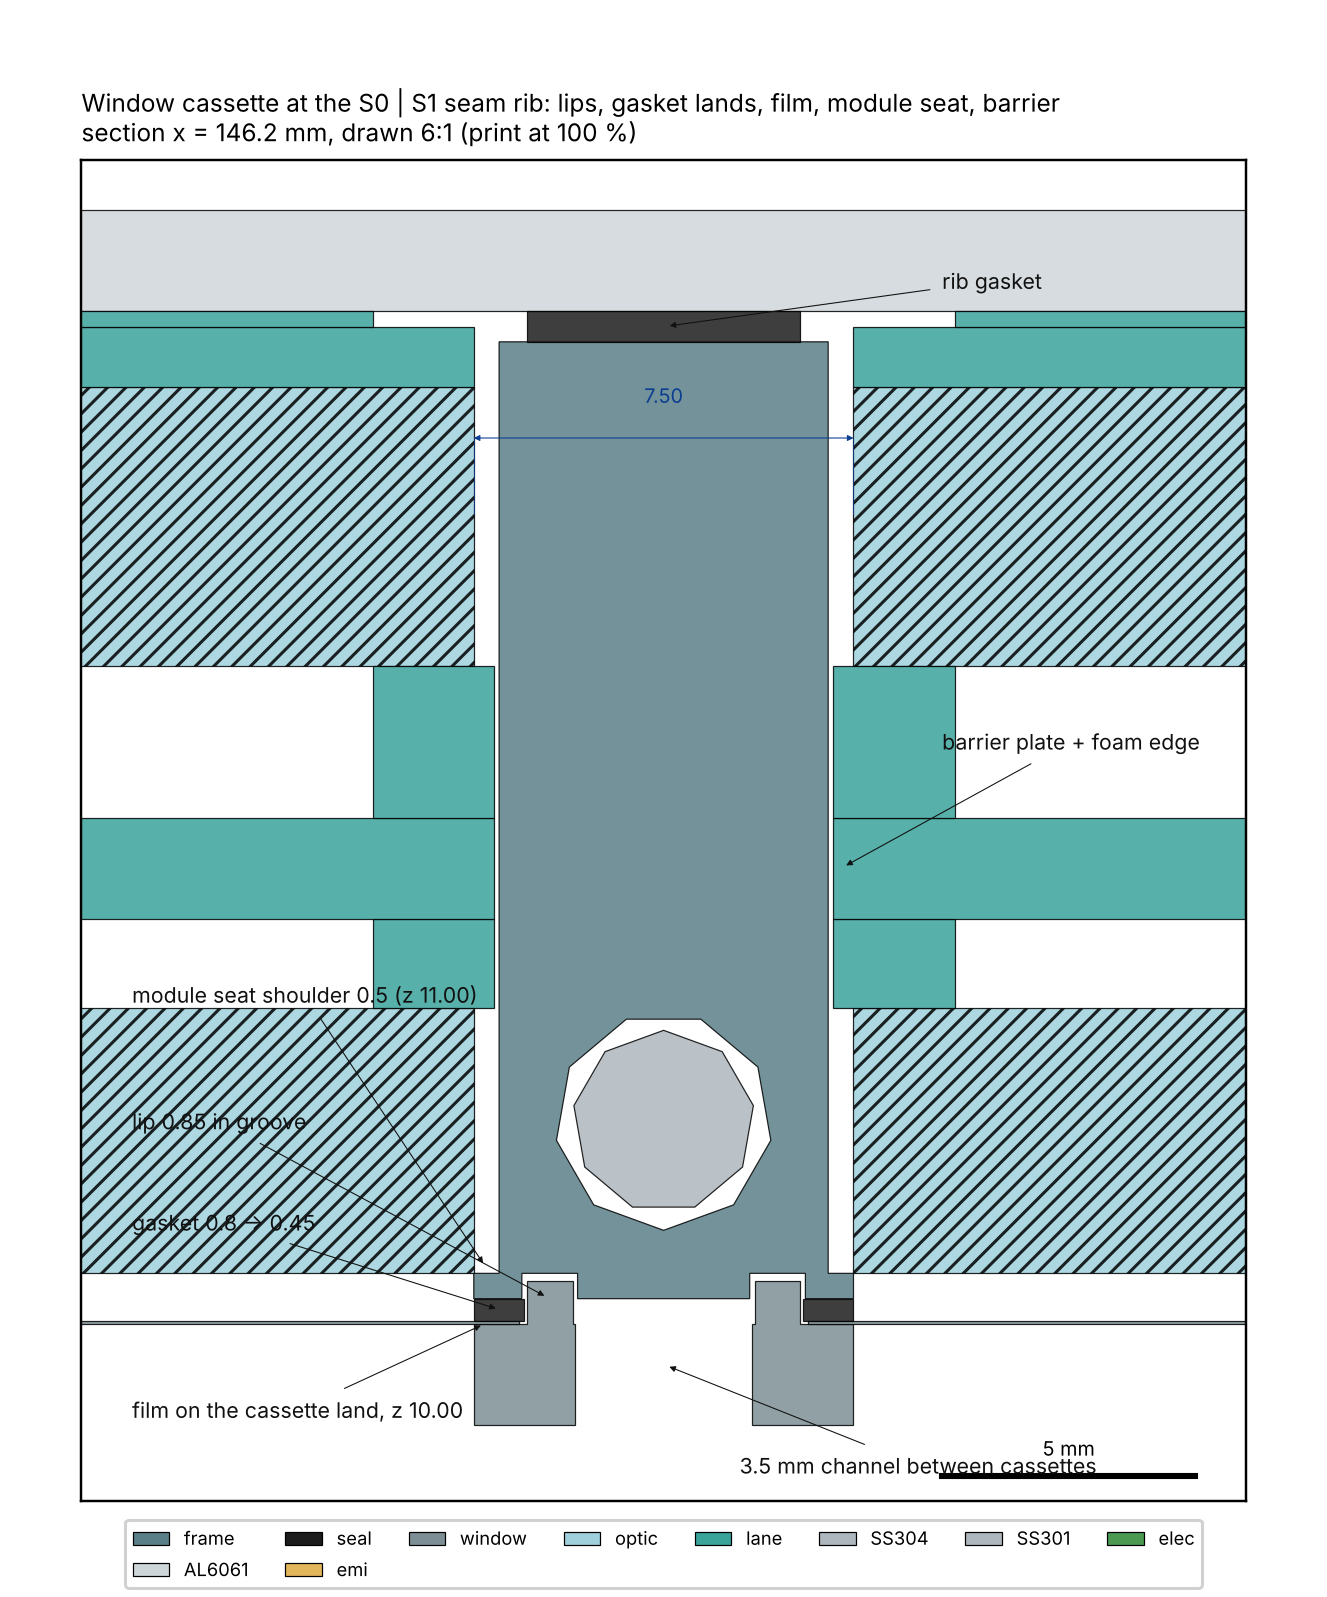 Window cassette at the S0 | S1 seam rib: lips, gasket lands, film, module seat, barrier
section x = 146.2 mm, drawn 6:1 (print at 100 %)
rib gasket
7.50
barrier plate + foam edge
module seat shoulder 0.5 (z 11.00)
lip 0.85 in groove
gasket 0.8 → 0.45
film on the cassette land, z 10.00
5 mm
3.5 mm channel between cassettes
frame seal window optic lane SS304 SS301 elec
AL6061 emi